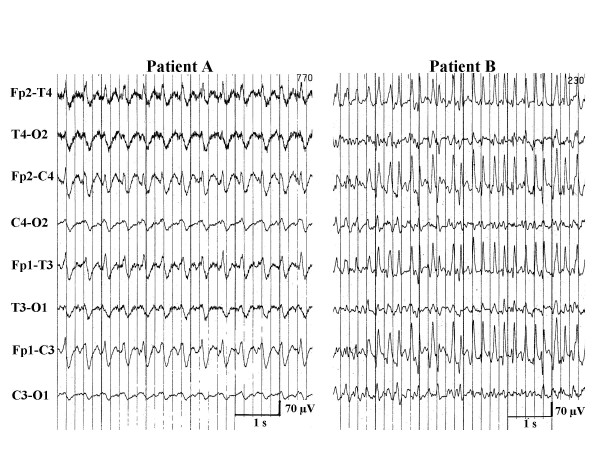 Patient A
Patient B
770
230
Fp2-T4
T4-O2
Fp2-C4
C4-O2
Fp1-T3
T3-O1
Fp1-C3
C3-O1
70 µV
1 s
70 µV
1 s